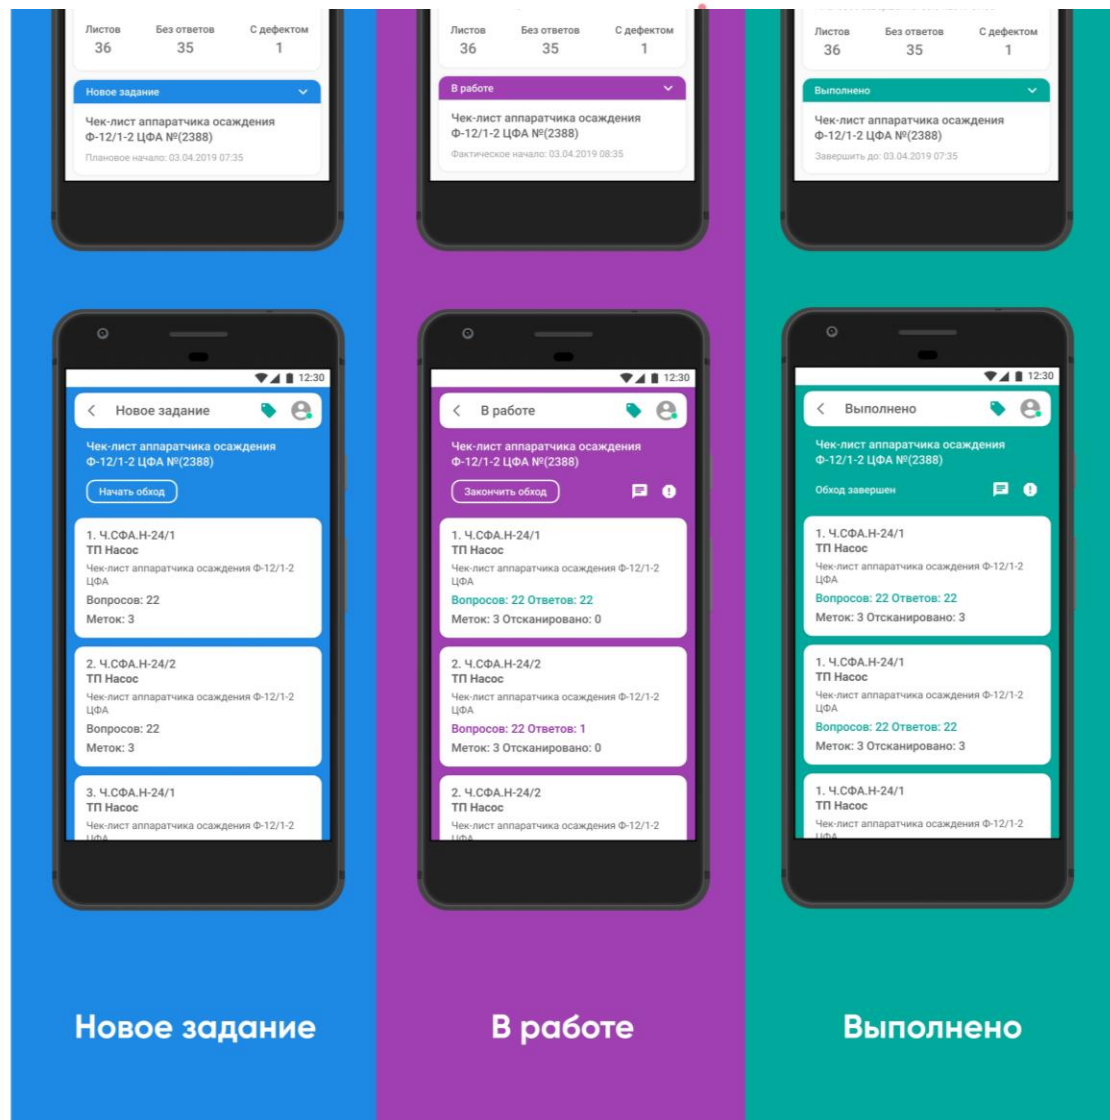 Листов Без ответов С дефектом
36 35 1
Новое задание
Чек-лист аппаратчика осаждения
Ф-12/1-2 ЦФА №(2388)
Плановое начало: 03.04.2019 07:35
Листов Без ответов С дефектом
36 35 1
В работе
Чек-лист аппаратчика осаждения
Ф-12/1-2 ЦФА №(2388)
Фактическое начало: 03.04.2019 08:35
Листов Без ответов С дефектом
36 35 1
Выполнено
Чек-лист аппаратчика осаждения
Ф-12/1-2 ЦФА №(2388)
Завершить до: 03.04.2019 07:35
12:30
Новое задание
Чек-лист аппаратчика осаждения
Ф-12/1-2 ЦФА №(2388)
Начать обход
1. Ч.СФА.Н-24/1
ТП Насос
Чек-лист аппаратчика осаждения Ф-12/1-2
ЦФА
Вопросов: 22
Меток: 3
2. Ч.СФА.Н-24/2
ТП Насос
Чек-лист аппаратчика осаждения Ф-12/1-2
ЦФА
Вопросов: 22
Меток: 3
3. Ч.СФА.Н-24/1
ТП Насос
Чек-лист аппаратчика осаждения Ф-12/1-2
ЦФА
12:30
В работе
Чек-лист аппаратчика осаждения
Ф-12/1-2 ЦФА №(2388)
Закончить обход
1. Ч.СФА.Н-24/1
ТП Насос
Чек-лист аппаратчика осаждения Ф-12/1-2
ЦФА
Вопросов: 22 Ответов: 22
Меток: 3 Отсканировано: 0
2. Ч.СФА.Н-24/2
ТП Насос
Чек-лист аппаратчика осаждения Ф-12/1-2
ЦФА
Вопросов: 22 Ответов: 1
Меток: 3 Отсканировано: 0
2. Ч.СФА.Н-24/2
ТП Насос
Чек-лист аппаратчика осаждения Ф-12/1-2
ЦФА
12:30
Выполнено
Чек-лист аппаратчика осаждения
Ф-12/1-2 ЦФА №(2388)
Обход завершен
1. Ч.СФА.Н-24/1
ТП Насос
Чек-лист аппаратчика осаждения Ф-12/1-2
ЦФА
Вопросов: 22 Ответов: 22
Меток: 3 Отсканировано: 3
1. Ч.СФА.Н-24/1
ТП Насос
Чек-лист аппаратчика осаждения Ф-12/1-2
ЦФА
Вопросов: 22 Ответов: 22
Меток: 3 Отсканировано: 3
1. Ч.СФА.Н-24/1
ТП Насос
Чек-лист аппаратчика осаждения Ф-12/1-2
ЦФА
Новое задание
В работе
Выполнено